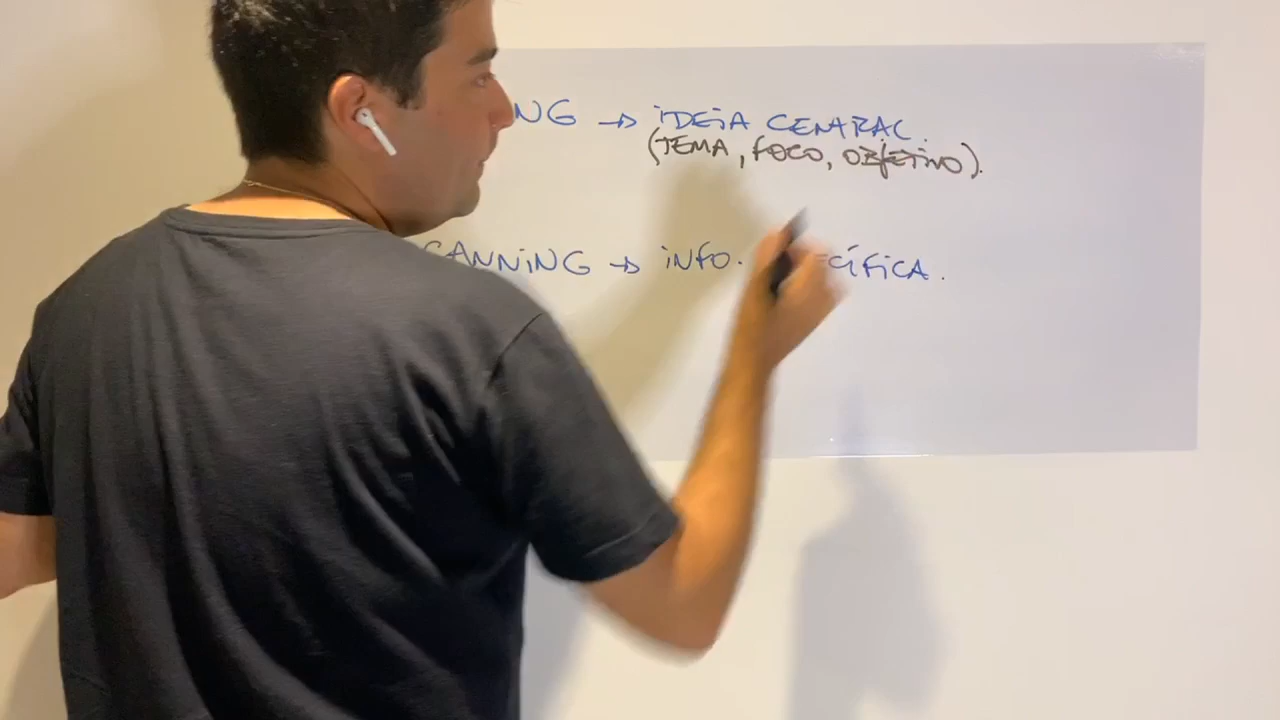 NG → IDEIA CENTRAL.
(TEMA, FOCO, OBJETIVO).
CANNING → INFO. CÍFICA.